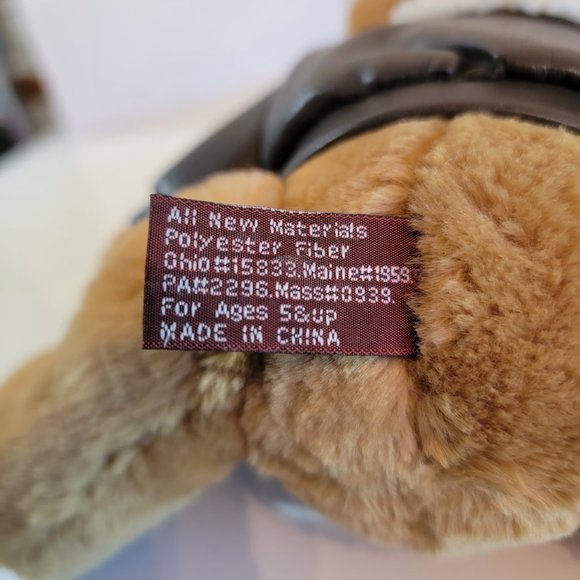 All New Materials
Polyester Fiber
Ohio#15833.Maine#1959
PA#2296.Mass#0939.
For Ages 5&up
MADE IN CHINA